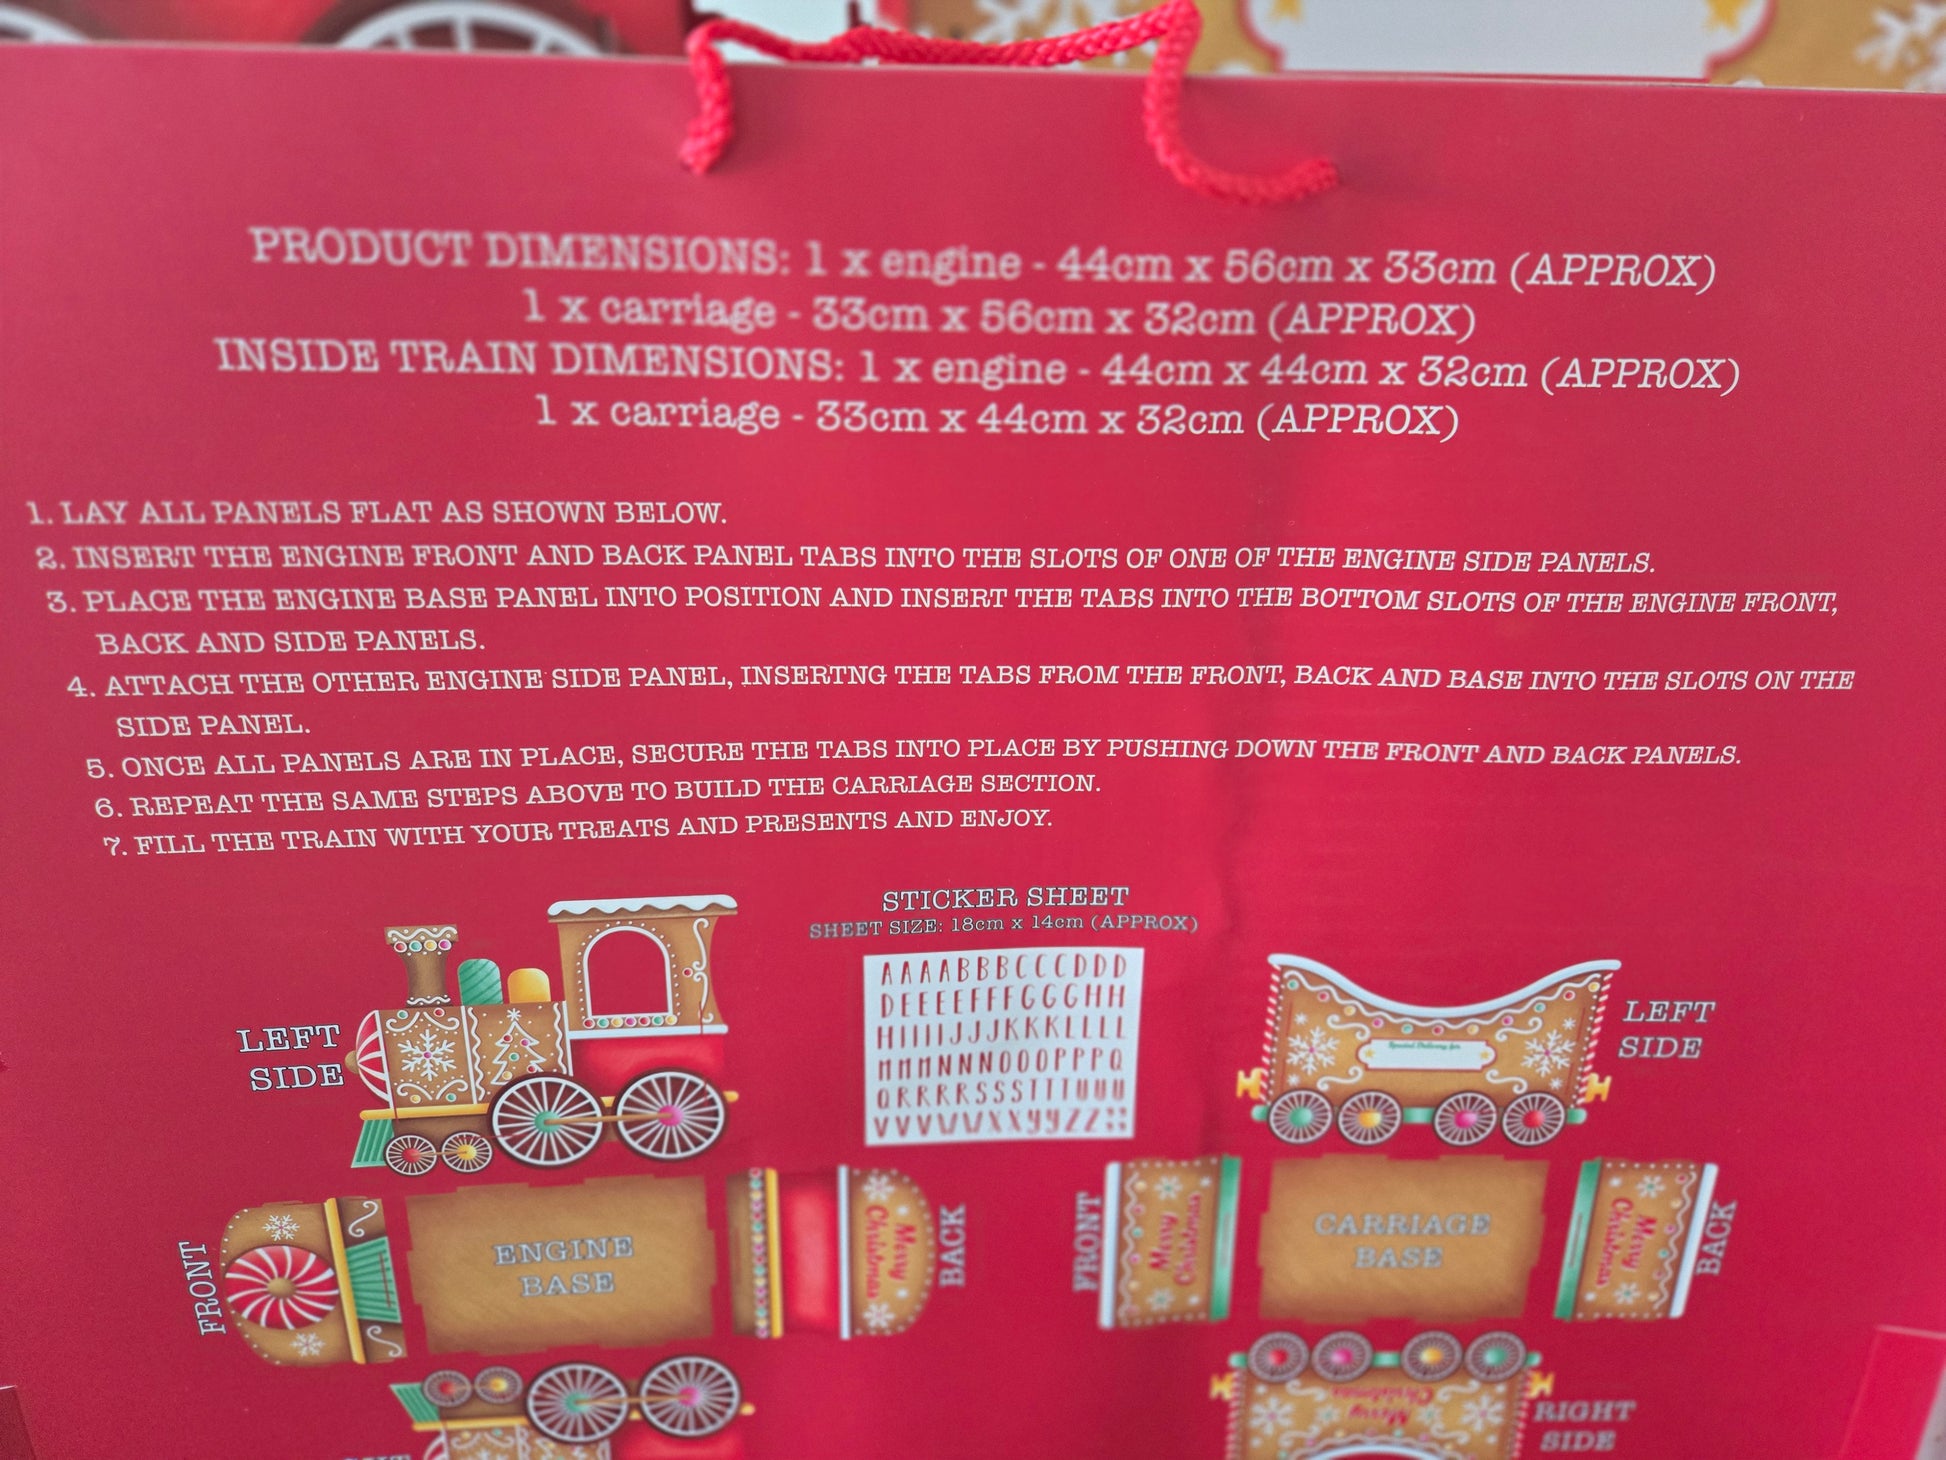 PRODUCT DIMENSIONS: 1 x engine - 44cm x 56cm x 33cm (APPROX)
1 x carriage - 33cm x 56cm x 32cm (APPROX)
INSIDE TRAIN DIMENSIONS: 1 x engine - 44cm x 44cm x 32cm (APPROX)
1 x carriage - 33cm x 44cm x 32cm (APPROX)
1. LAY ALL PANELS FLAT AS SHOWN BELOW.
2. INSERT THE ENGINE FRONT AND BACK PANEL TABS INTO THE SLOTS OF ONE OF THE ENGINE SIDE PANELS.
3. PLACE THE ENGINE BASE PANEL INTO POSITION AND INSERT THE TABS INTO THE BOTTOM SLOTS OF THE ENGINE FRONT,
BACK AND SIDE PANELS.
4. ATTACH THE OTHER ENGINE SIDE PANEL, INSERTNG THE TABS FROM THE FRONT, BACK AND BASE INTO THE SLOTS ON THE
SIDE PANEL.
5. ONCE ALL PANELS ARE IN PLACE, SECURE THE TABS INTO PLACE BY PUSHING DOWN THE FRONT AND BACK PANELS.
6. REPEAT THE SAME STEPS ABOVE TO BUILD THE CARRIAGE SECTION.
7. FILL THE TRAIN WITH YOUR TREATS AND PRESENTS AND ENJOY.
STICKER SHEET
SHEET SIZE: 18cm x 14cm (APPROX)
AAAABBBCCCDDD
DEEEEFFFGGGHH
HIIIIJJJKKKLLLL
MMMNNNOOOPPPQ
QRRRRSSSTTTUUU
VVVWWXXYYZZ
LEFT
SIDE
Special Delivery for
LEFT
SIDE
FRONT
ENGINE
BASE
Merry
Christmas
BACK
FRONT
Merry
Christmas
CARRIAGE
BASE
Merry
Christmas
BACK
Merry
Christmas
RIGHT
SIDE